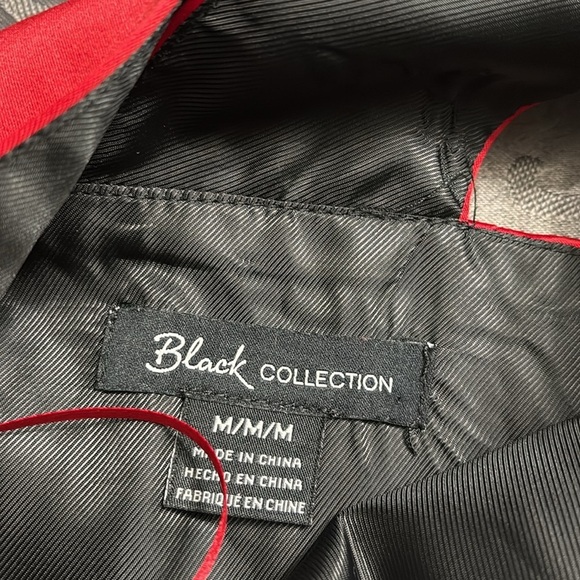 Black COLLECTION
M/M/M
MADE IN CHINA
HECHO EN CHINA
FABRIQUÉ EN CHINE